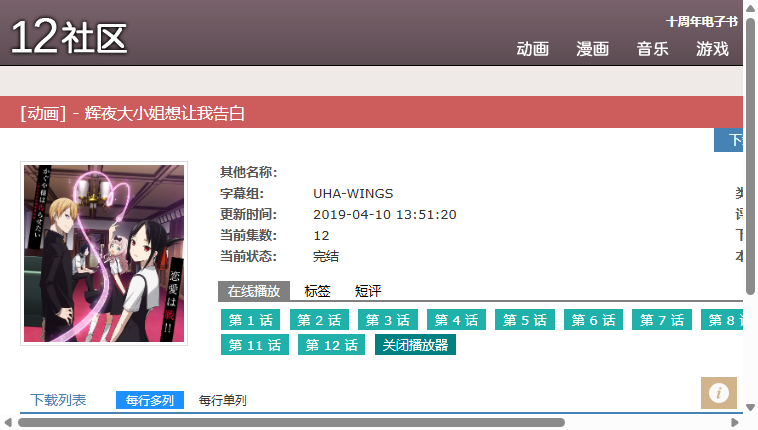 十周年电子书
12社区
动画 漫画 音乐 游戏
[动画] - 辉夜大小姐想让我告白
其他名称:
字幕组: UHA-WINGS
更新时间: 2019-04-10 13:51:20
当前集数: 12
当前状态: 完结
かぐや様は告らせたい
恋愛は戦!!
在线播放 标签 短评
第 1 话 第 2 话 第 3 话 第 4 话 第 5 话 第 6 话 第 7 话 第 8
第 11 话 第 12 话 关闭播放器
下载列表 每行多列 每行单列